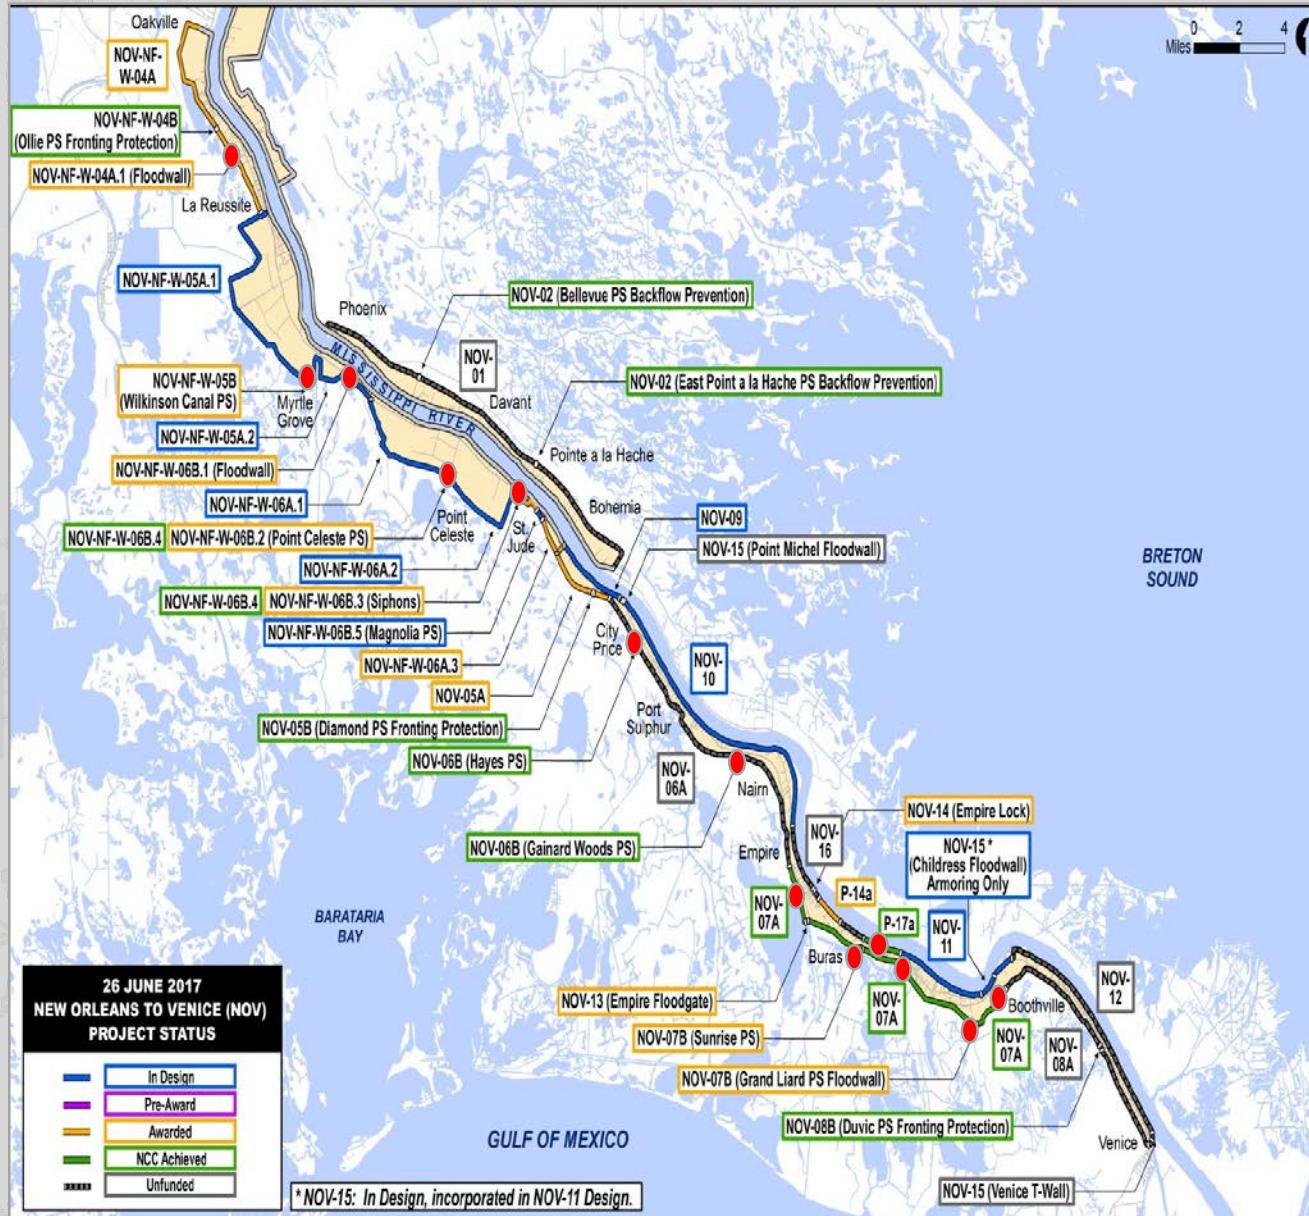 Oakville
0 2 4
Miles
NOV-NF-
W-04A
NOV-NF-W-04B
(Ollie PS Fronting Protection)
NOV-NF-W-04A.1 (Floodwall)
La Reussite
NOV-NF-W-05A.1
Phoenix
NOV-02 (Bellevue PS Backflow Prevention)
MISSISSIPPI RIVER
NOV-
01
NOV-NF-W-05B
(Wilkinson Canal PS)
Myrtle
Grove
Davant
NOV-02 (East Point a la Hache PS Backflow Prevention)
NOV-NF-W-05A.2
NOV-NF-W-06B.1 (Floodwall)
Pointe a la Hache
NOV-NF-W-06A.1
Bohemia
Point
Celeste
St.
Jude
NOV-09
NOV-NF-W-06B.4
NOV-NF-W-06B.2 (Point Celeste PS)
NOV-15 (Point Michel Floodwall)
NOV-NF-W-06A.2
BRETON
SOUND
NOV-NF-W-06B.4
NOV-NF-W-06B.3 (Siphons)
NOV-NF-W-06B.5 (Magnolia PS)
City
Price
NOV-NF-W-06A.3
NOV-
10
NOV-05A
Port
Sulphur
NOV-05B (Diamond PS Fronting Protection)
NOV-06B (Hayes PS)
NOV-
06A
Nairn
NOV-14 (Empire Lock)
NOV-06B (Gainard Woods PS)
Empire
NOV-
16
NOV-15 *
(Childress Floodwall)
Armoring Only
NOV-
07A
P-14a
BARATARIA
BAY
P-17a
NOV-
11
Buras
NOV-13 (Empire Floodgate)
NOV-
07A
Boothville
NOV-
12
NOV-07B (Sunrise PS)
NOV-
07A
NOV-
08A
NOV-07B (Grand Liard PS Floodwall)
NOV-08B (Duvic PS Fronting Protection)
GULF OF MEXICO
Venice
NOV-15 (Venice T-Wall)
26 JUNE 2017
NEW ORLEANS TO VENICE (NOV)
PROJECT STATUS
In Design
Pre-Award
Awarded
NCC Achieved
Unfunded
* NOV-15: In Design, incorporated in NOV-11 Design.